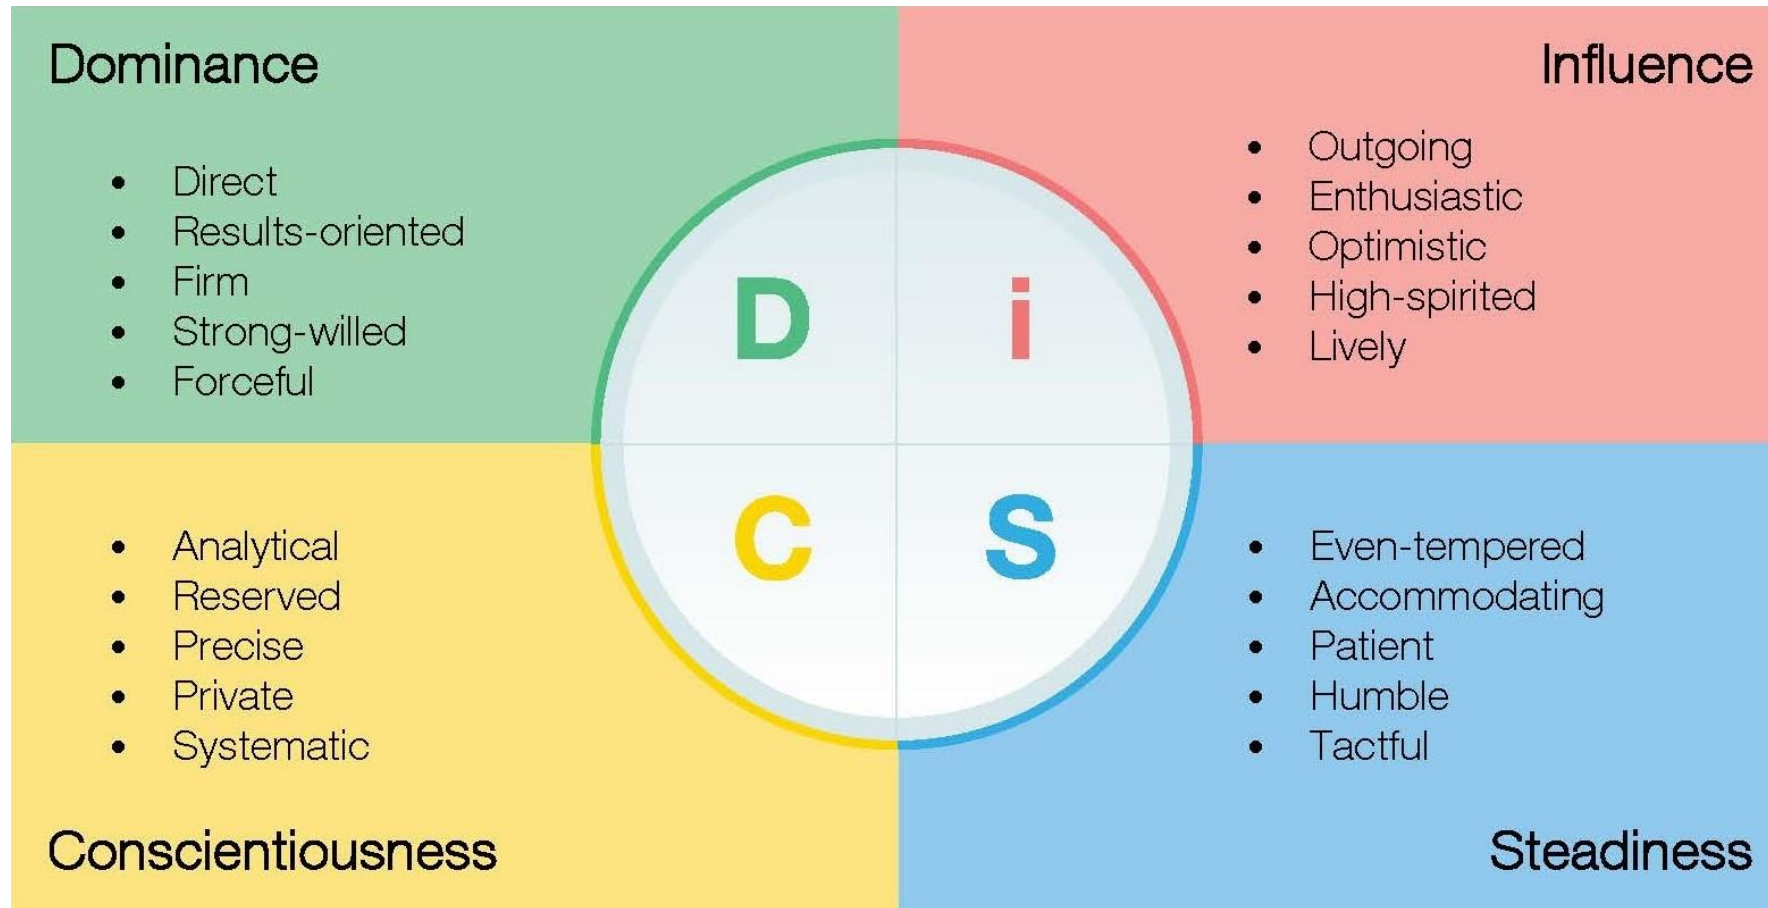 Dominance
• Direct
• Results-oriented
• Firm
• Strong-willed
• Forceful
Influence
• Outgoing
• Enthusiastic
• Optimistic
• High-spirited
• Lively
D
i
C
S
• Analytical
• Reserved
• Precise
• Private
• Systematic
Conscientiousness
• Even-tempered
• Accommodating
• Patient
• Humble
• Tactful
Steadiness